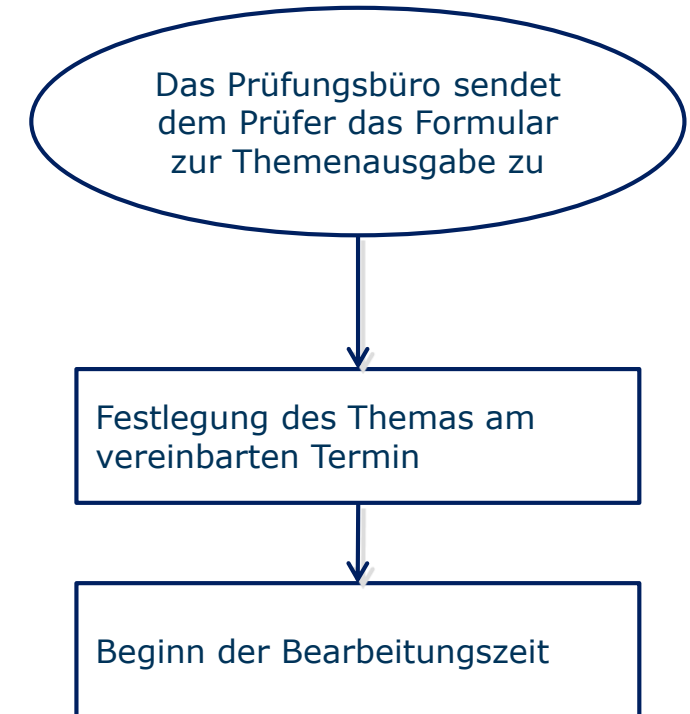 Das Prüfungsbüro sendet
dem Prüfer das Formular
zur Themenausgabe zu
Festlegung des Themas am
vereinbarten Termin
Beginn der Bearbeitungszeit